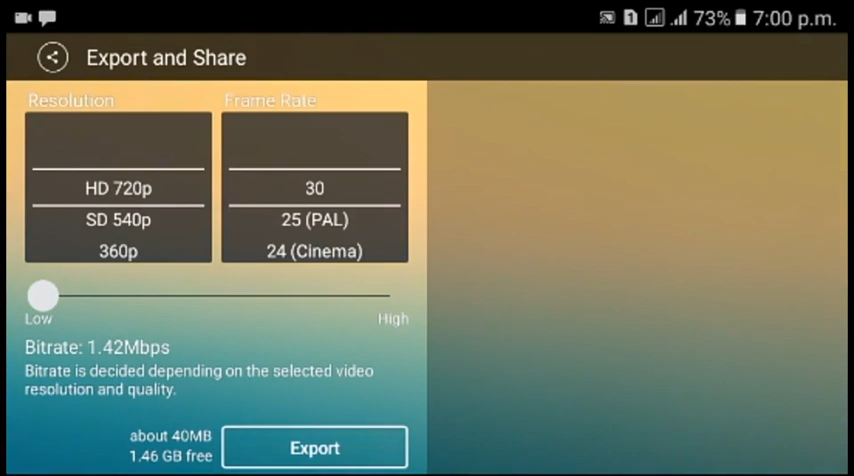 73% 7:00 p.m.
Export and Share
Resolution
Frame Rate
HD 720p
SD 540p
360p
30
25 (PAL)
24 (Cinema)
Low
High
Bitrate: 1.42Mbps
Bitrate is decided depending on the selected video
resolution and quality.
about 40MB
1.46 GB free
Export